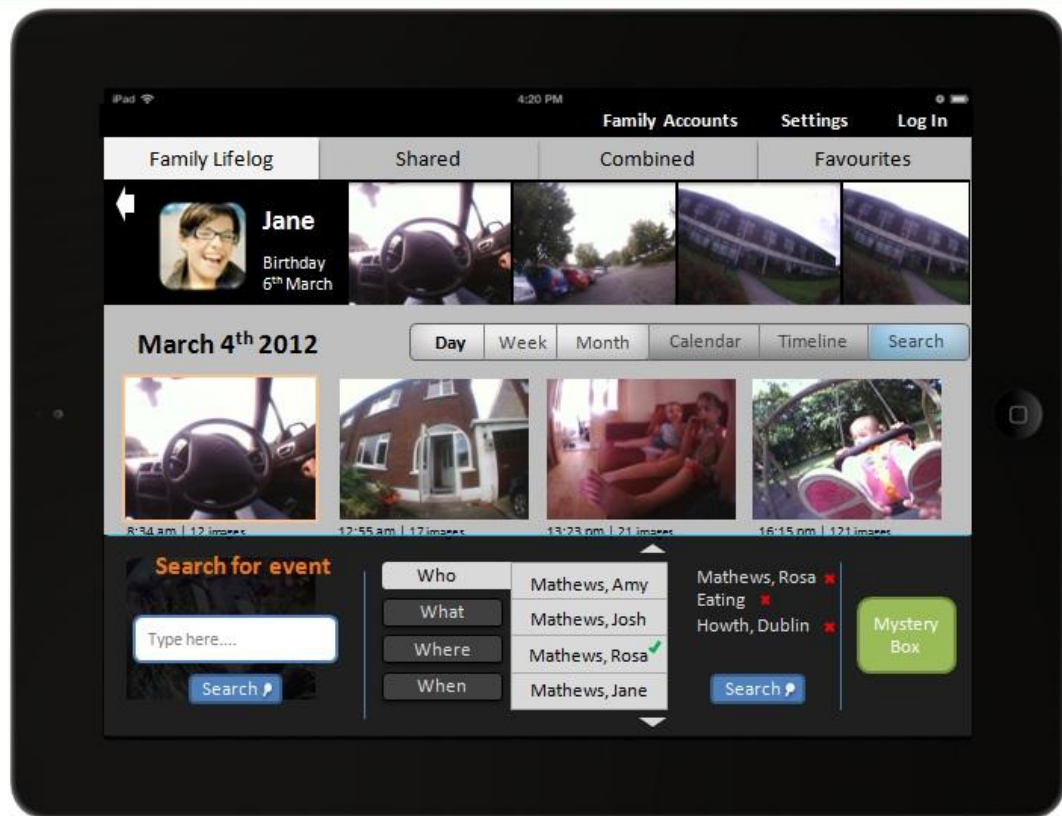 iPad 4:20 PM
Family Accounts Settings Log In
Family Lifelog Shared Combined Favourites
Jane
Birthday
6th March
March 4th 2012
Day Week Month Calendar Timeline Search
8:34 am | 12 images 12:55 am | 17 images 13:23 pm | 21 images 16:15 pm | 121 images
Search for event
Type here....
Search
Who
What
Where
When
Mathews, Amy
Mathews, Josh
Mathews, Rosa
Mathews, Jane
Mathews, Rosa
Eating
Howth, Dublin
Search
Mystery
Box